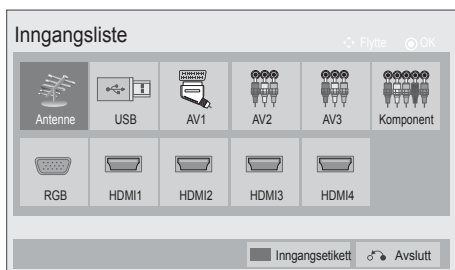 Inngangsliste
Flytte OK
Antenne USB AV1 AV2 AV3 Komponent
RGB HDMI1 HDMI2 HDMI3 HDMI4
Inngangsetikett Avslutt